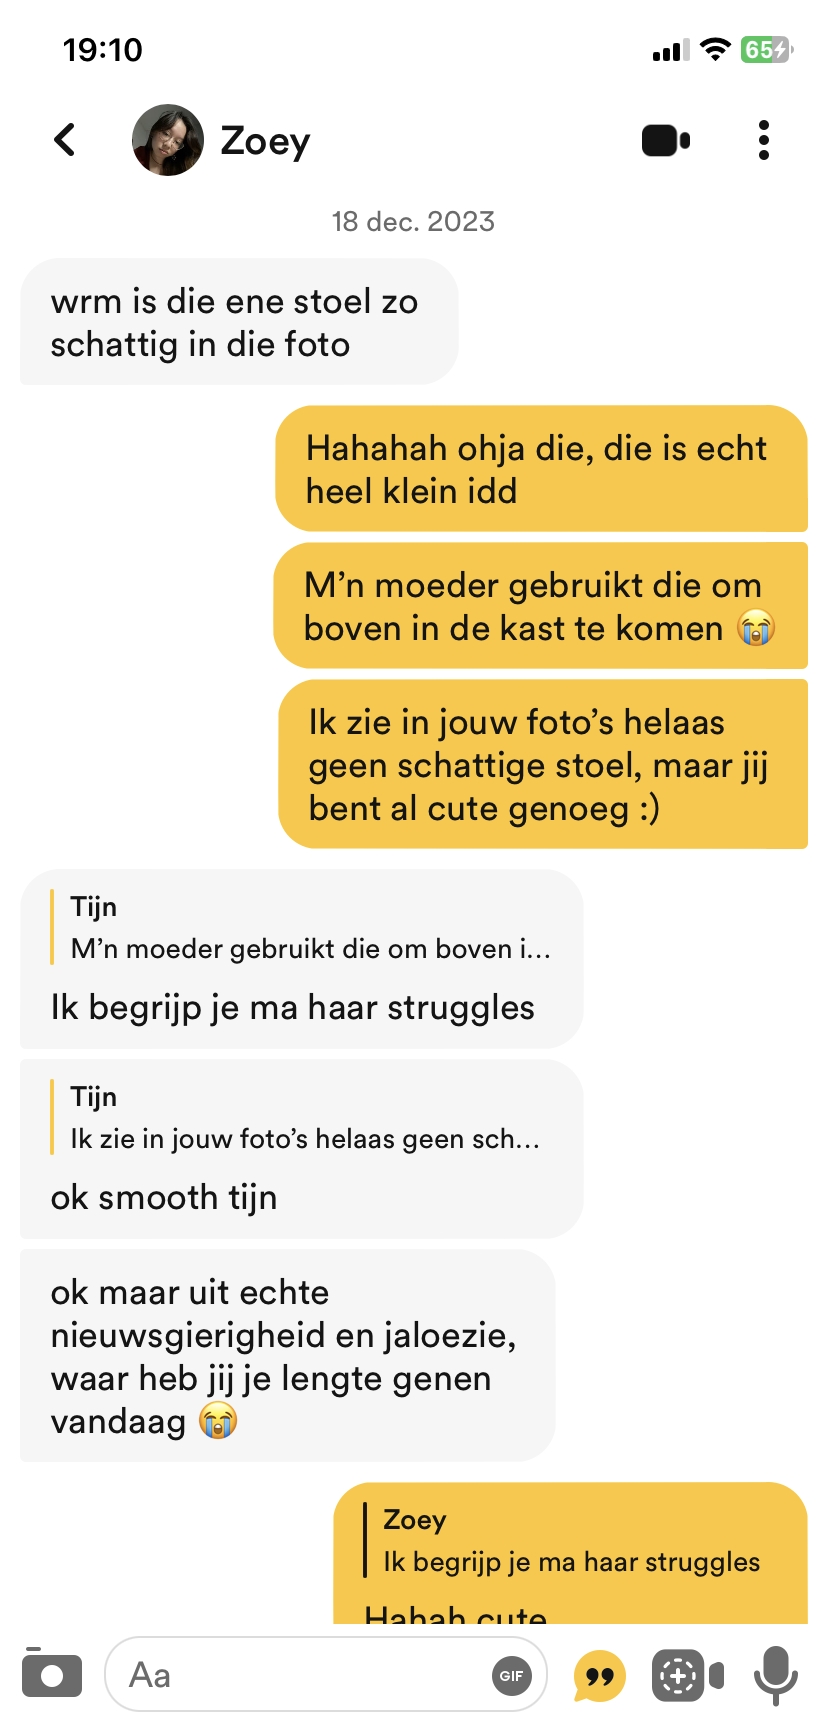 19:10
65
Zoey
18 dec. 2023
wrm is die ene stoel zo
schattig in die foto
Hahahah ohja die, die is echt
heel klein idd
M’n moeder gebruikt die om
boven in de kast te komen 😭
Ik zie in jouw foto’s helaas
geen schattige stoel, maar jij
bent al cute genoeg :)
Tijn
M’n moeder gebruikt die om boven i...
Ik begrijp je ma haar struggles
Tijn
Ik zie in jouw foto’s helaas geen sch...
ok smooth tijn
ok maar uit echte
nieuwsgierigheid en jaloezie,
waar heb jij je lengte genen
vandaag 😭
Zoey
Ik begrijp je ma haar struggles
Hahah cute
Aa
GIF